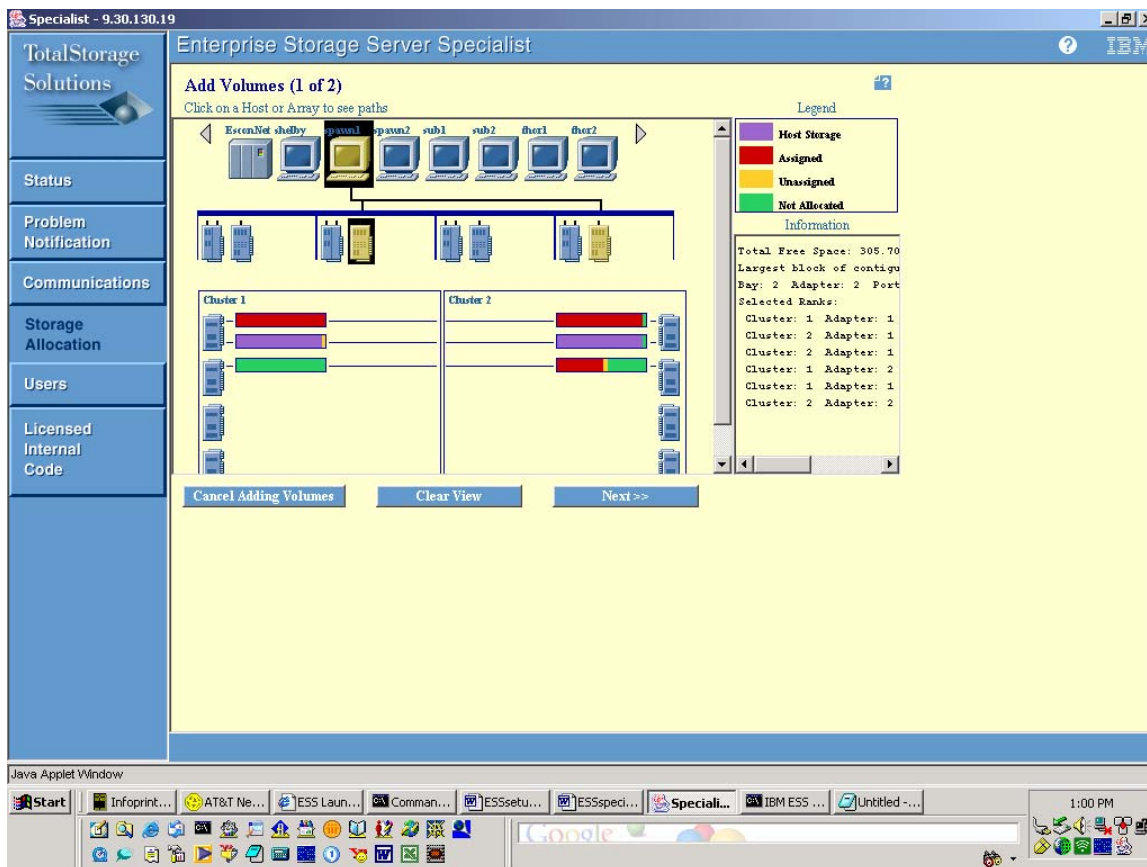 Specialist - 9.30.130.19
TotalStorage
Solutions
Enterprise Storage Server Specialist
IBM
Add Volumes (1 of 2)
Click on a Host or Array to see paths
EsconNet shelby spawn1 spawn2 sub1 sub2 thor1 thor2
Legend
Host Storage
Assigned
Unassigned
Not Allocated
Information
Total Free Space: 305.70
Largest block of contigu
Bay: 2 Adapter: 2 Port
Selected Ranks:
Cluster: 1 Adapter: 1
Cluster: 2 Adapter: 1
Cluster: 2 Adapter: 1
Cluster: 1 Adapter: 2
Cluster: 1 Adapter: 1
Cluster: 2 Adapter: 2
Cluster 1
Cluster 2
Status
Problem
Notification
Communications
Storage
Allocation
Users
Licensed
Internal
Code
Cancel Adding Volumes
Clear View
Next >>
Java Applet Window
Start
Infoprint...
AT&T Ne...
ESS Laun...
Comman...
ESSsetu...
ESSspeci...
Speciali...
IBM ESS ...
Untitled -...
1:00 PM
Google